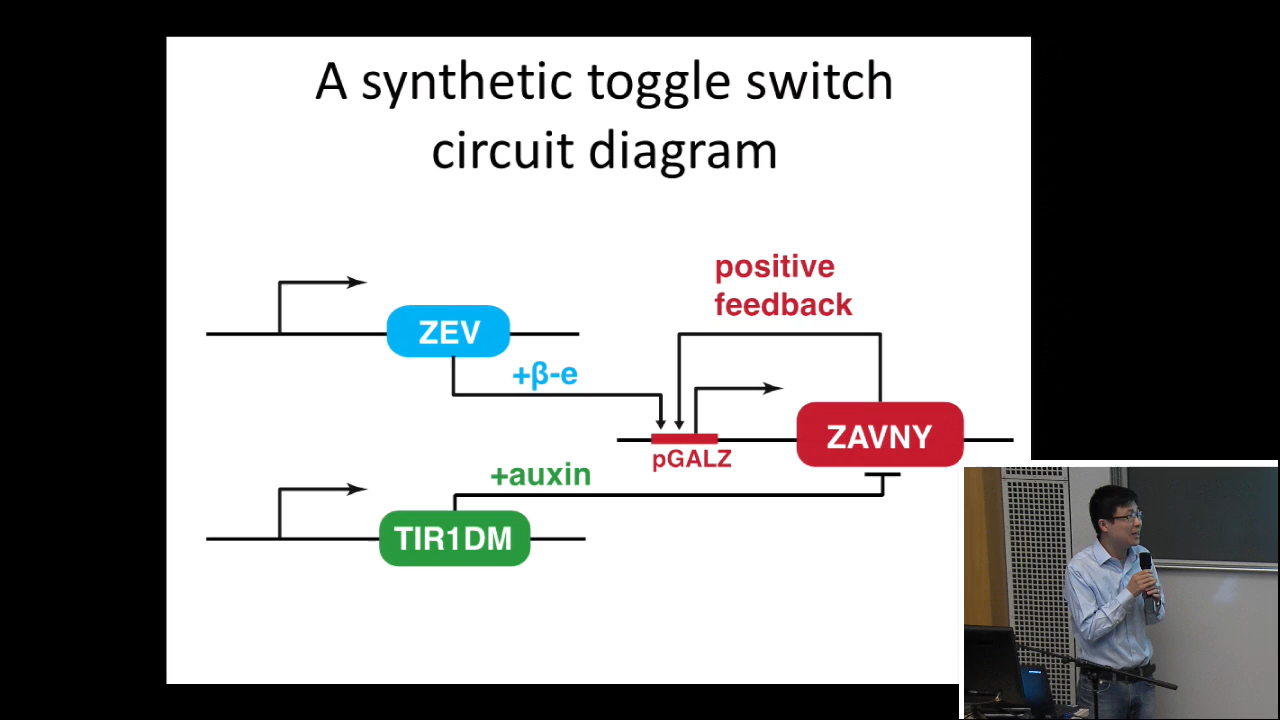 A synthetic toggle switch
circuit diagram
positive
feedback
ZEV
+β-e
ZAVNY
pGALZ
+auxin
TIR1DM